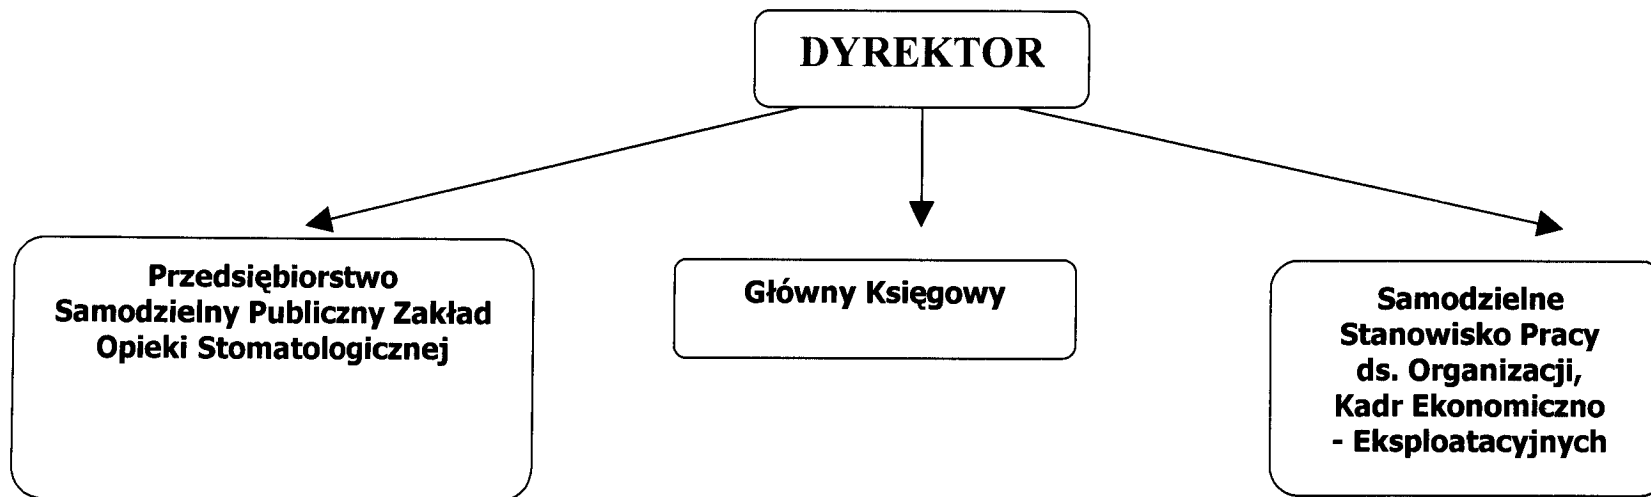 DYREKTOR
Przedsiębiorstwo
Samodzielny Publiczny Zakład
Opieki Stomatologicznej
Główny Księgowy
Samodzielne
Stanowisko Pracy
ds. Organizacji,
Kadr Ekonomiczno
- Eksploatacyjnych